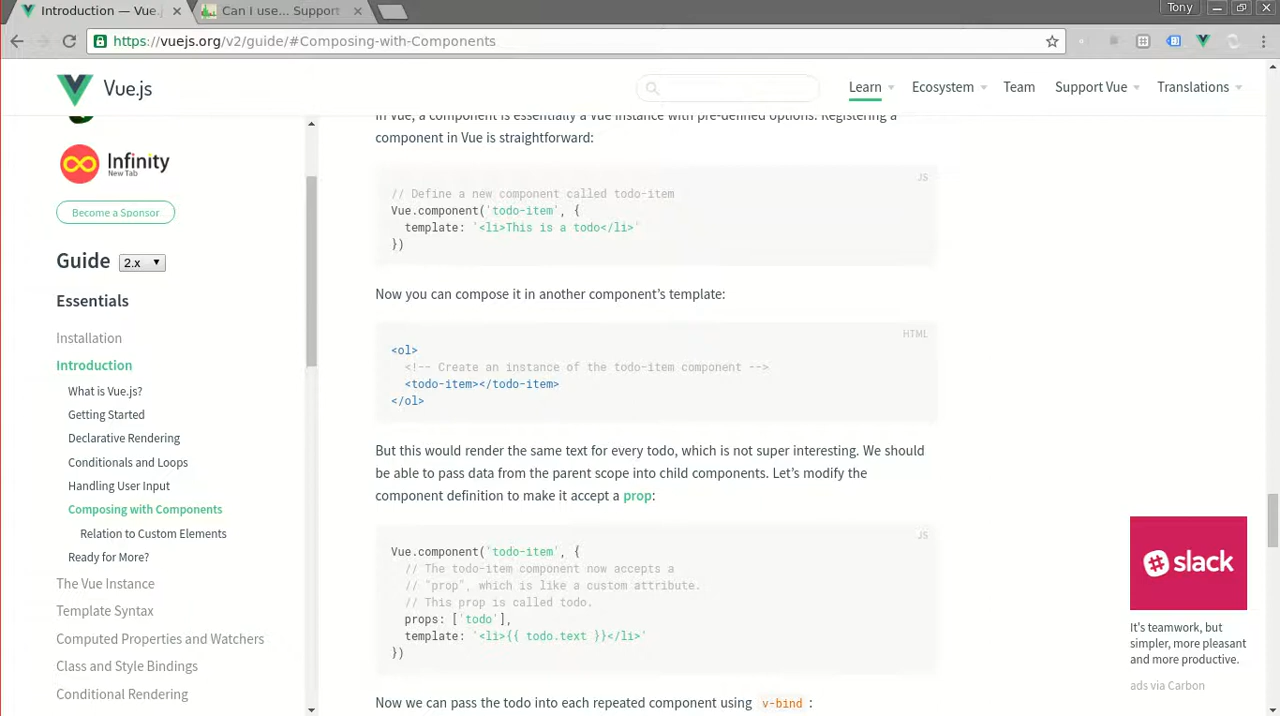 Introduction — Vue.
Can I use... Support
Tony
https://vuejs.org/v2/guide/#Composing-with-Components
Vue.js
Learn
Ecosystem
Team
Support Vue
Translations
Infinity
New Tab
Become a Sponsor
Guide
2.x
Essentials
Installation
Introduction
What is Vue.js?
Getting Started
Declarative Rendering
Conditionals and Loops
Handling User Input
Composing with Components
Relation to Custom Elements
Ready for More?
The Vue Instance
Template Syntax
Computed Properties and Watchers
Class and Style Bindings
Conditional Rendering
In Vue, a component is essentially a Vue instance with pre-defined options. Registering a
component in Vue is straightforward:
JS
// Define a new component called todo-item
Vue.component('todo-item', {
  template: '<li>This is a todo</li>'
})
Now you can compose it in another component’s template:
HTML
<ol>
  <!-- Create an instance of the todo-item component -->
  <todo-item></todo-item>
</ol>
But this would render the same text for every todo, which is not super interesting. We should
be able to pass data from the parent scope into child components. Let’s modify the
component definition to make it accept a prop:
JS
Vue.component('todo-item', {
  // The todo-item component now accepts a
  // "prop", which is like a custom attribute.
  // This prop is called todo.
  props: ['todo'],
  template: '<li>{{ todo.text }}</li>'
})
Now we can pass the todo into each repeated component using v-bind :
slack
It's teamwork, but
simpler, more pleasant
and more productive.
ads via Carbon